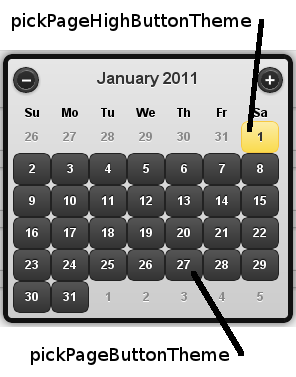 pickPageHighButtonTheme
January 2011
Su Mo Tu We Th Fr Sa
26 27 28 29 30 31 1
2 3 4 5 6 7 8
9 10 11 12 13 14 15
16 17 18 19 20 21 22
23 24 25 26 27 28 29
30 31 1 2 3 4 5
pickPageButtonTheme